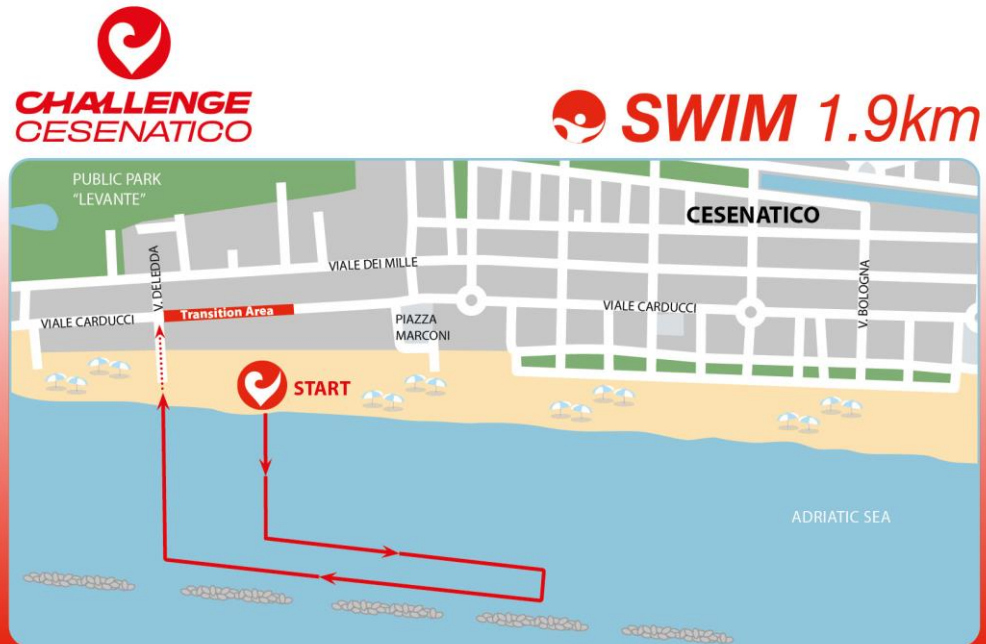 CHALLENGE
CESENATICO
SWIM 1.9km
PUBLIC PARK
"LEVANTE"
CESENATICO
V. DELEDDA
VIALE DEI MILLE
V. BOLOGNA
VIALE CARDUCCI
Transition Area
PIAZZA
MARCONI
VIALE CARDUCCI
START
ADRIATIC SEA